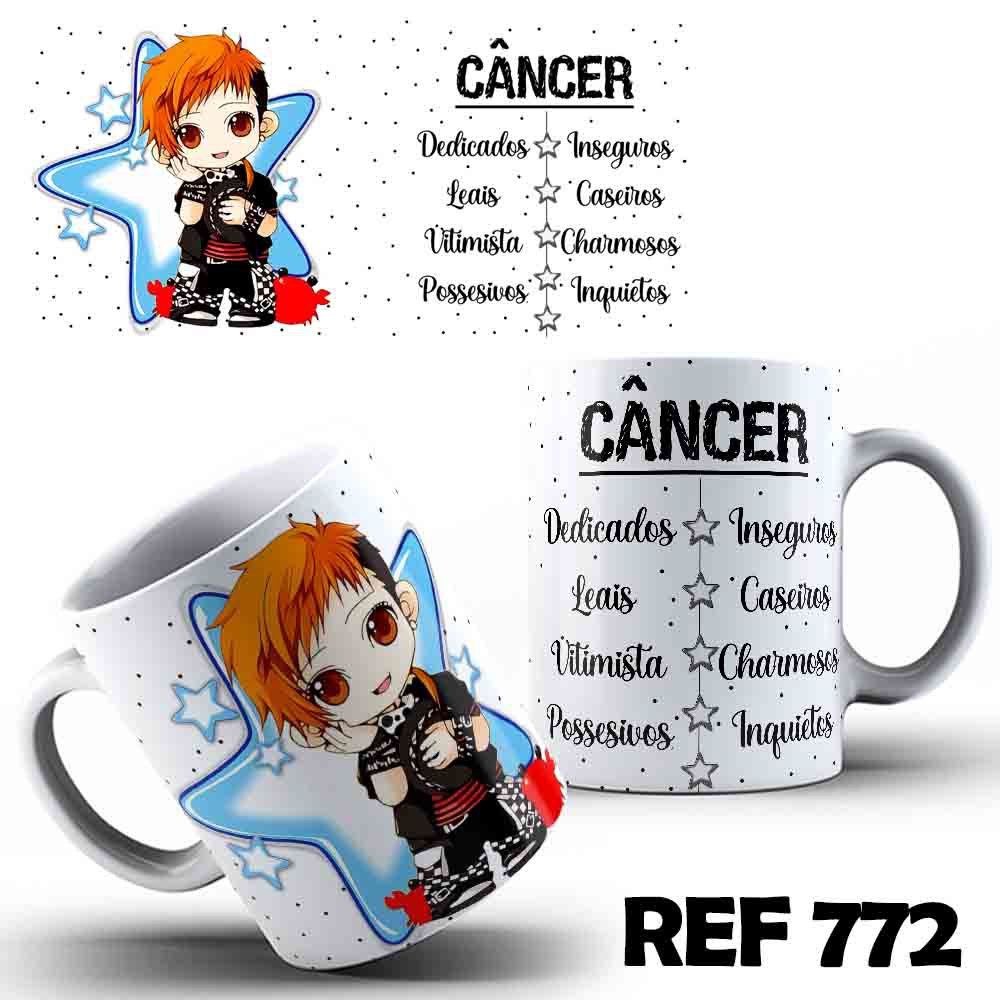 CÂNCER
Dedicados Inseguros
Leais Caseiros
Vitimista Charmosos
Possesivos Inquietos
CÂNCER
Dedicados Inseguros
Leais Caseiros
Vitimista Charmosos
Possesivos Inquietos
REF 772